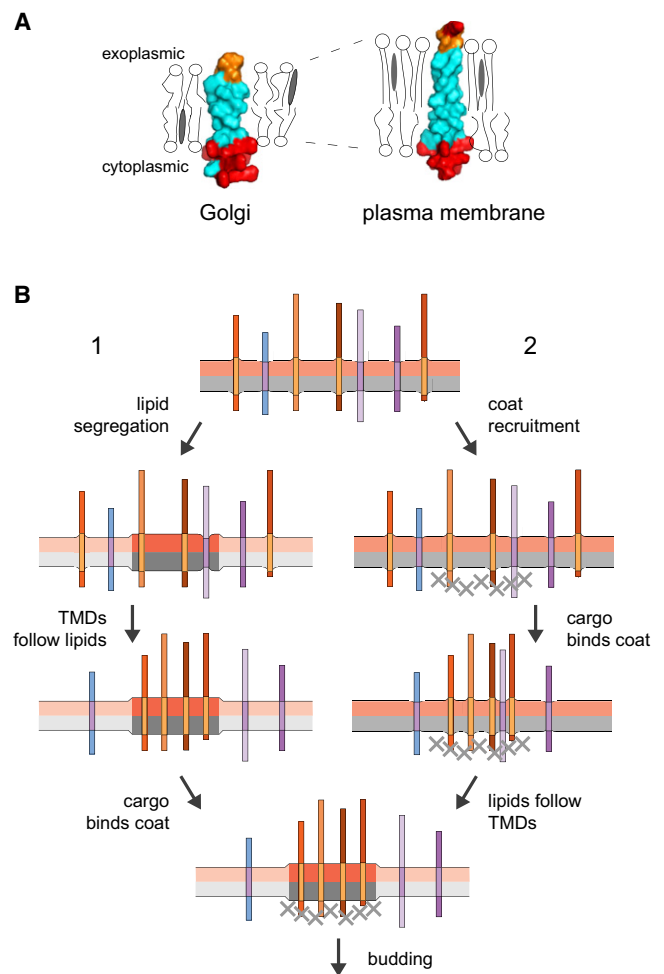 A
exoplasmic
cytoplasmic
Golgi
plasma membrane
B
1
2
lipid
segregation
coat
recruitment
TMDs
follow lipids
cargo
binds coat
cargo
binds coat
lipids follow
TMDs
budding